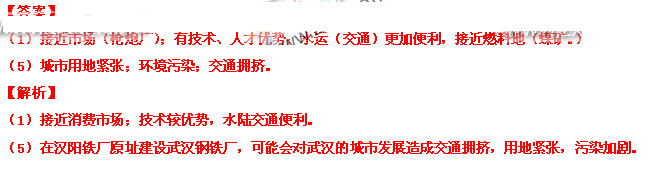 【答案】
(1)接近市场(枪炮厂);有技术、人才优势,水运(交通)更加便利,接近燃料地(煤矿。)
(5)城市用地紧张;环境污染;交通拥挤。
【解析】
(1)接近消费市场;技术较优势,水陆交通便利。
(5)在汉阳铁厂原址建设武汉钢铁厂,可能会对武汉的城市发展造成交通拥挤,用地紧张,污染加剧。